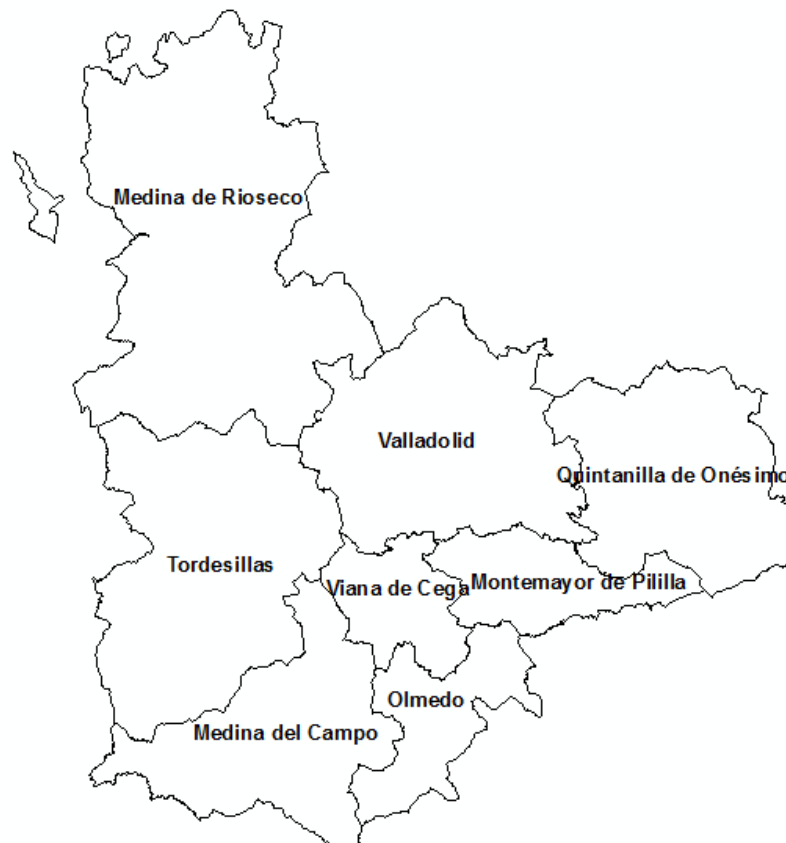 Medina de Rioseco
Valladolid
Quintanilla de Onésimo
Tordesillas
Viana de Cega
Montemayor de Pililla
Olmedo
Medina del Campo